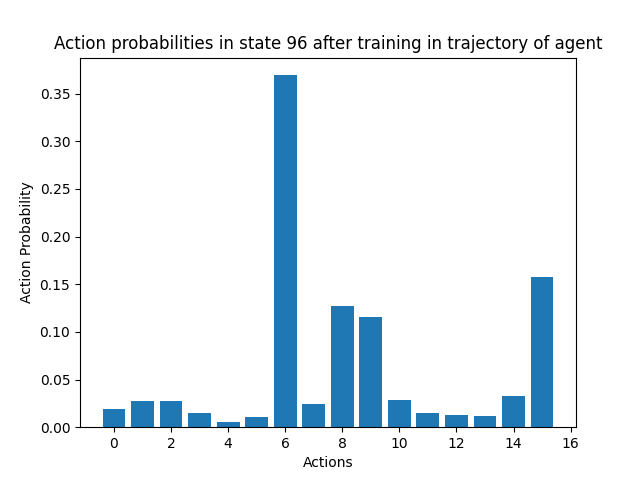 Action probabilities in state 96 after training in trajectory of agent
0.35
0.30
0.25
0.20
0.15
0.10
0.05
0.00
Action Probability
0 2 4 6 8 10 12 14 16
Actions